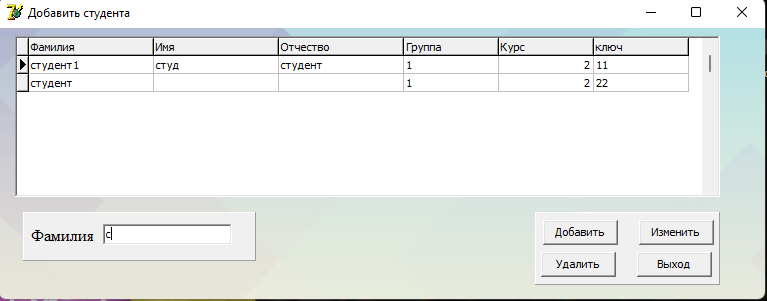 Добавить студента
Фамилия Имя Отчество Группа Курс ключ
студент1 студ студент 1 2 11
студент 1 2 22
Фамилия с
Добавить Изменить
Удалить Выход